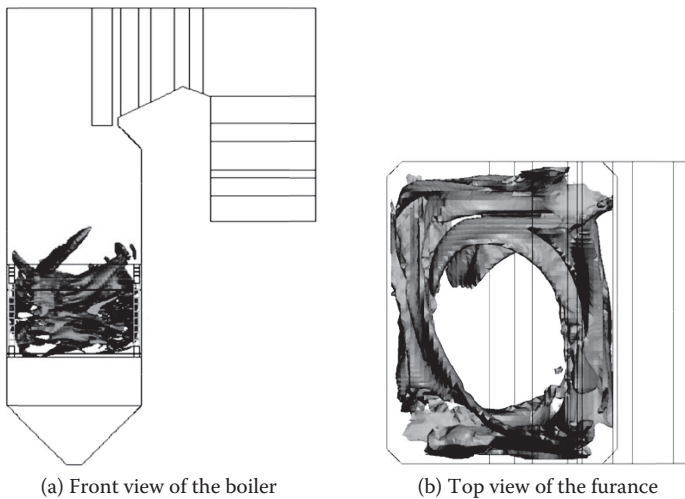 (a) Front view of the boiler
(b) Top view of the furance